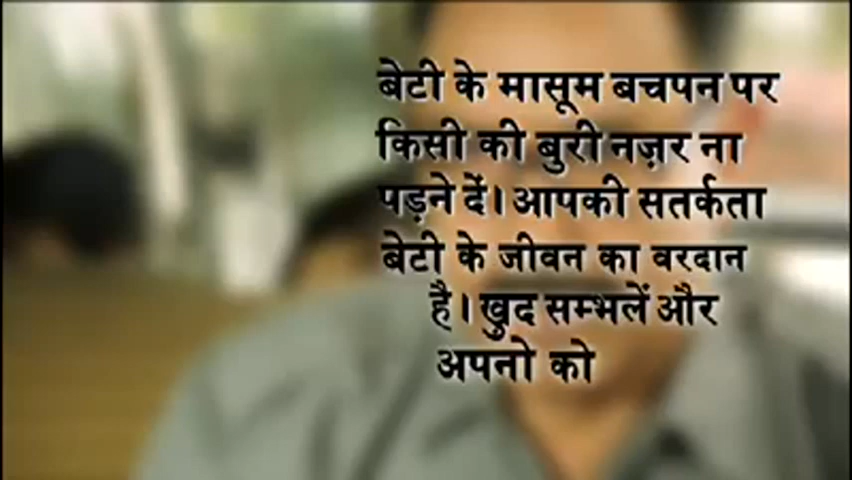 बेटी के मासूम बचपन पर
किसी की बुरी नज़र ना
पड़ने दें। आपकी सतर्कता
बेटी के जीवन का वरदान
है। खुद सम्भलें और
अपनो को